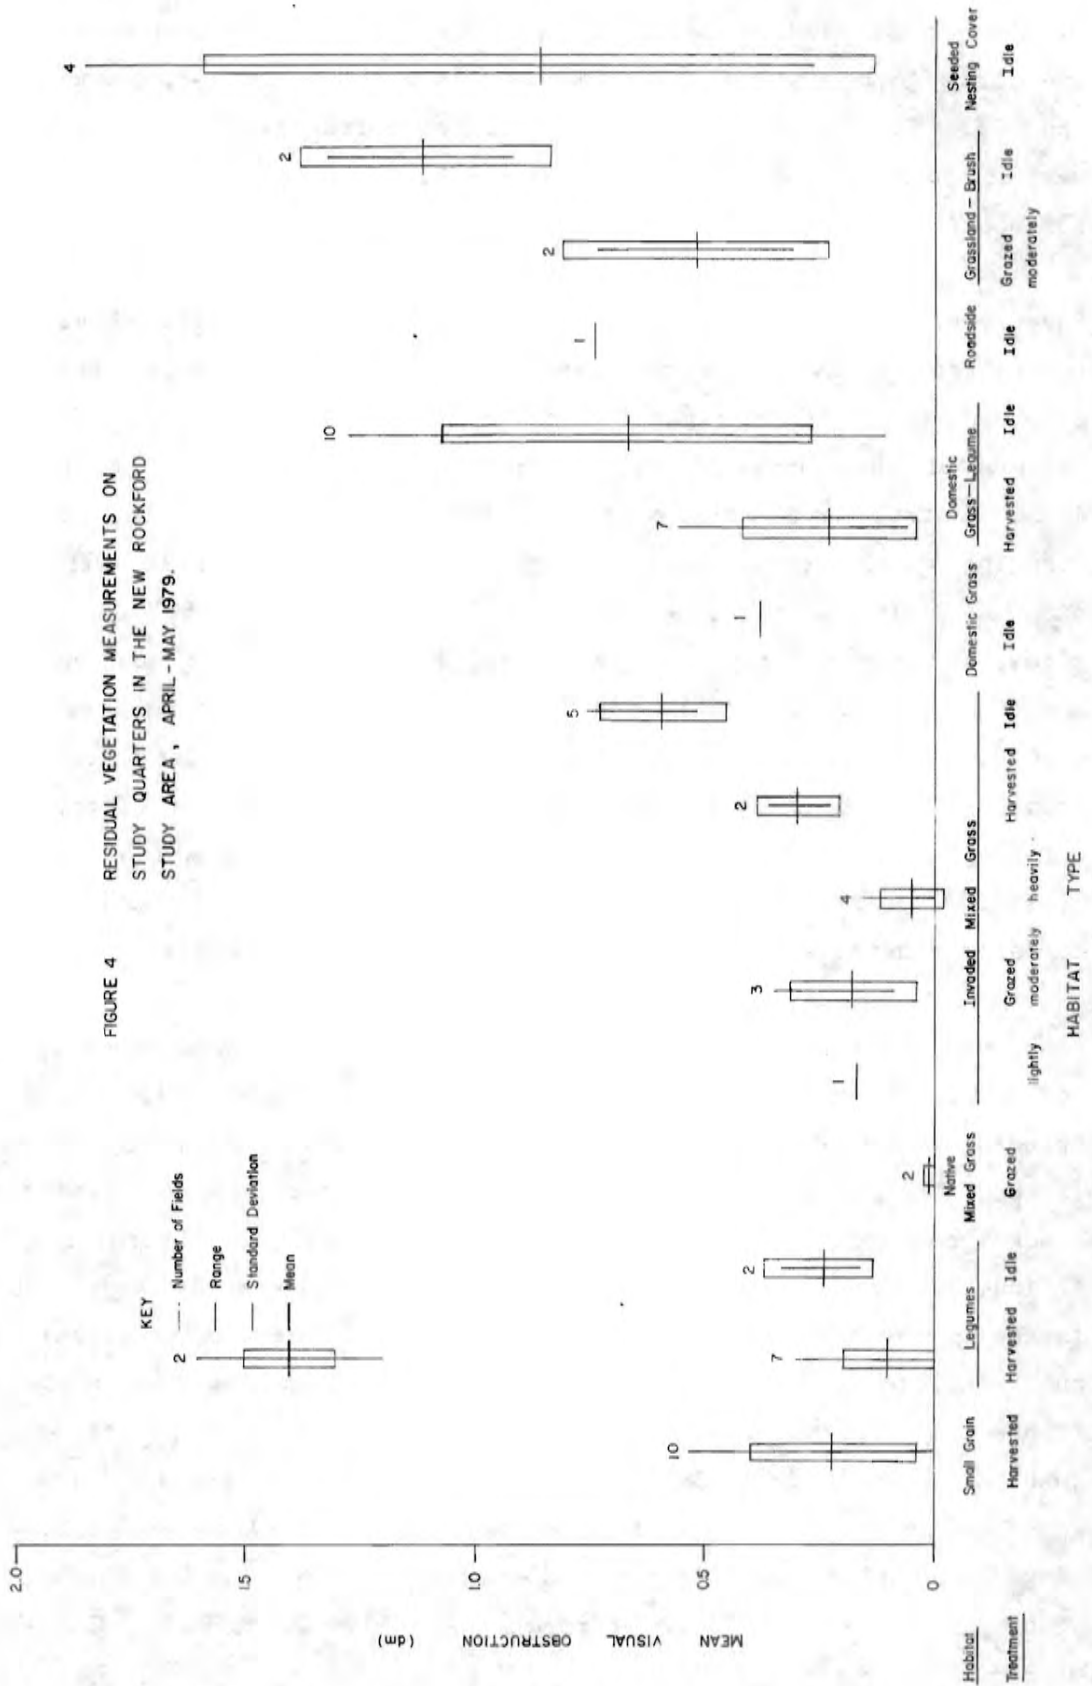 FIGURE 4 RESIDUAL VEGETATION MEASUREMENTS ON
STUDY QUARTERS IN THE NEW ROCKFORD
STUDY AREA, APRIL-MAY 1979.
KEY
2
Number of Fields
Range
Standard Deviation
Mean
MEAN VISUAL OBSTRUCTION (dm)
2.0
1.5
1.0
0.5
0
10
7
2
2
1
3
4
2
5
1
7
10
1
2
2
4
Habitat
Small Grain
Legumes
Native
Mixed Grass
Invaded Mixed Grass
Domestic Grass
Domestic
Grass-Legume
Roadside
Grassland-Brush
Seeded
Nesting Cover
Treatment
Harvested
Harvested
Idle
Grazed
Grazed
Harvested
Idle
Idle
Harvested
Idle
Idle
Grazed
moderately
Idle
Idle
lightly moderately heavily
HABITAT TYPE